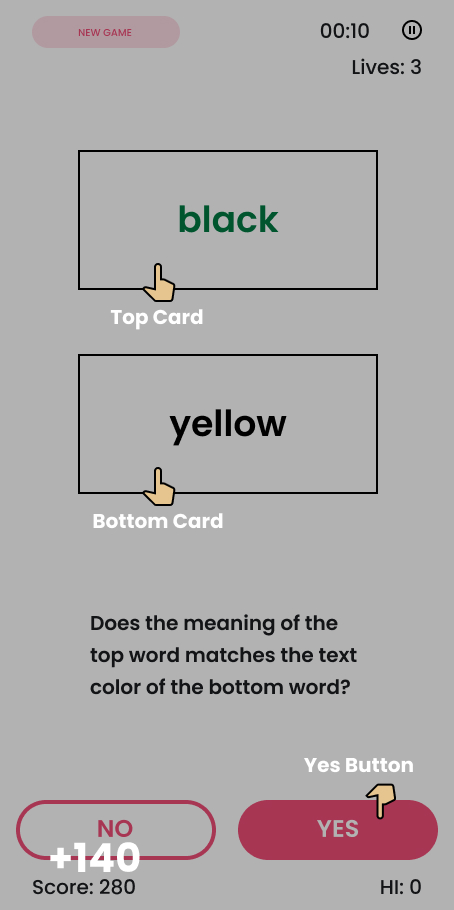 NEW GAME
00:10
Lives: 3
black
Top Card
yellow
Bottom Card
Does the meaning of the
top word matches the text
color of the bottom word?
Yes Button
NO
YES
+140
Score: 280
HI: 0